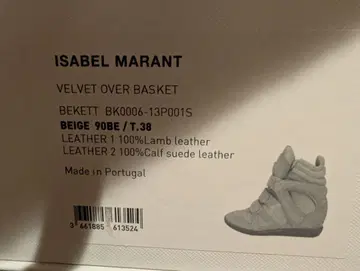 ISABEL MARANT
VELVET OVER BASKET
BEKETT BK0006-13P001S
BEIGE 90BE/T.38
LEATHER 1 100%Lamb leather
LEATHER 2 100%Calf suede leather
Made in Portugal
3 661885 613524